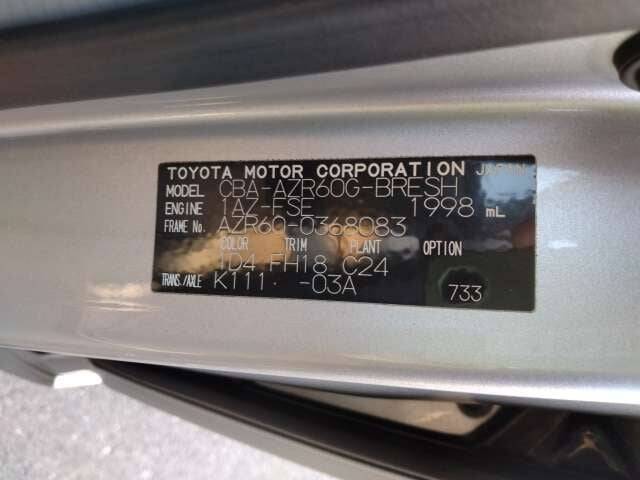 TOYOTA MOTOR CORPORATION JAPAN
MODEL CBA-AZR60G-BRESH
ENGINE 1AZ-FSE 1998 mL
FRAME No. AZR60-0368083
COLOR TRIM PLANT OPTION
1D4 FH18 C24
TRANS./AXLE K111 -03A
733